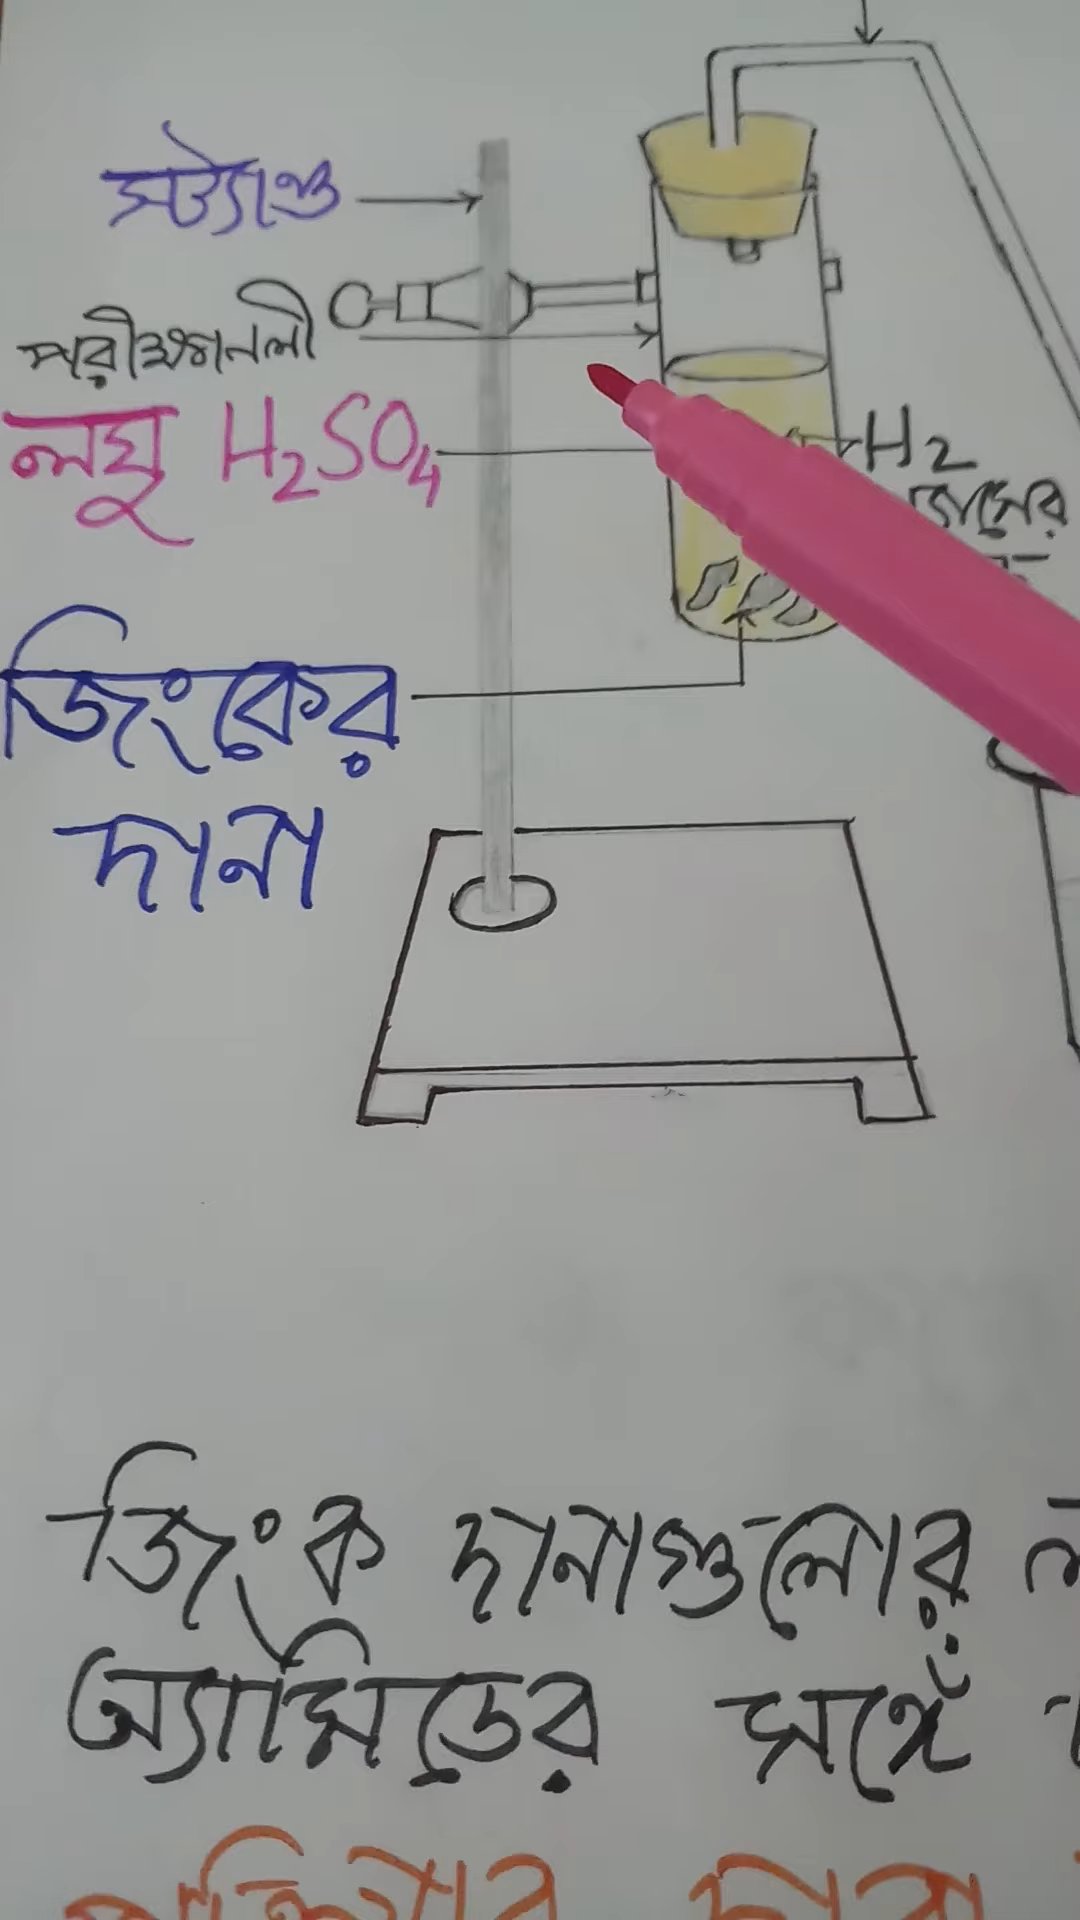 স্ট্যাণ্ড
পরীক্ষানলী
লঘু H₂SO₄
H₂
জিংকের
দানা
জিংক দানাগুলোর
অ্যাসিডের সঙ্গে